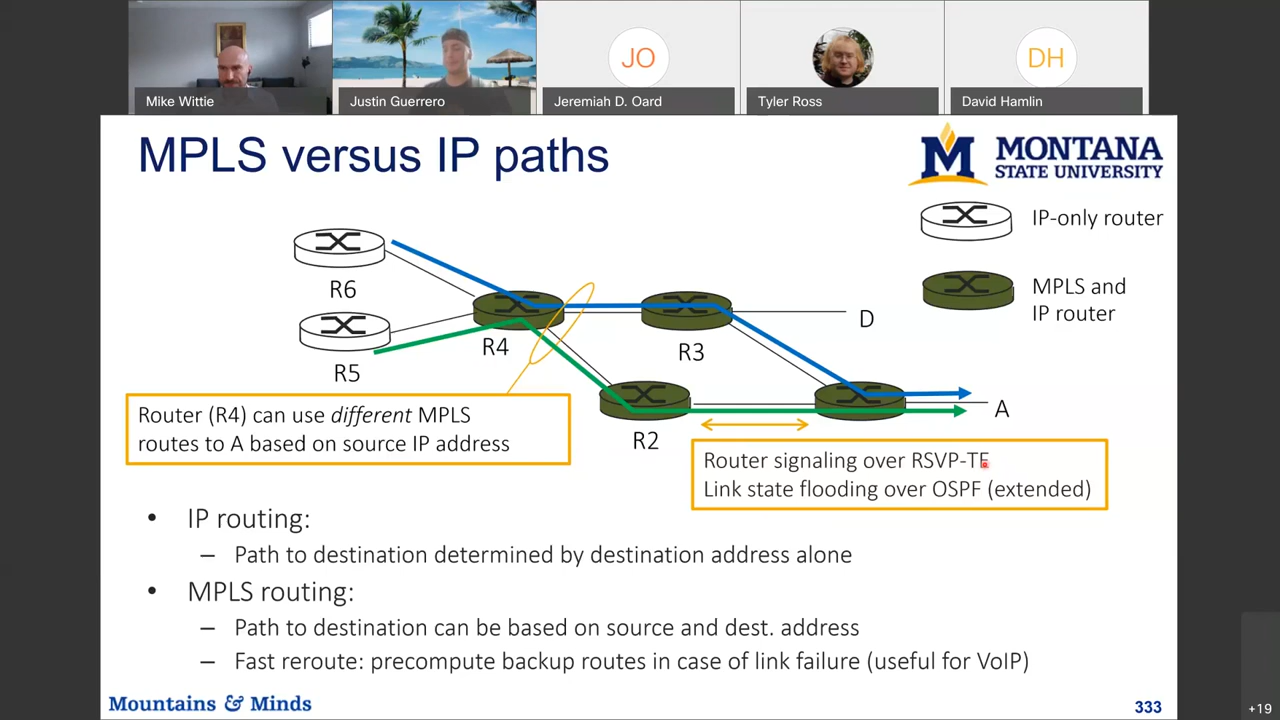 JO
DH
Mike Wittie
Justin Guerrero
Jeremiah D. Oard
Tyler Ross
David Hamlin
MPLS versus IP paths
M
MONTANA
STATE UNIVERSITY
IP-only router
MPLS and
IP router
R6
R5
R4
R3
D
R2
A
Router (R4) can use different MPLS
routes to A based on source IP address
Router signaling over RSVP-TE
Link state flooding over OSPF (extended)
• IP routing:
– Path to destination determined by destination address alone
• MPLS routing:
– Path to destination can be based on source and dest. address
– Fast reroute: precompute backup routes in case of link failure (useful for VoIP)
Mountains & Minds
333
+19